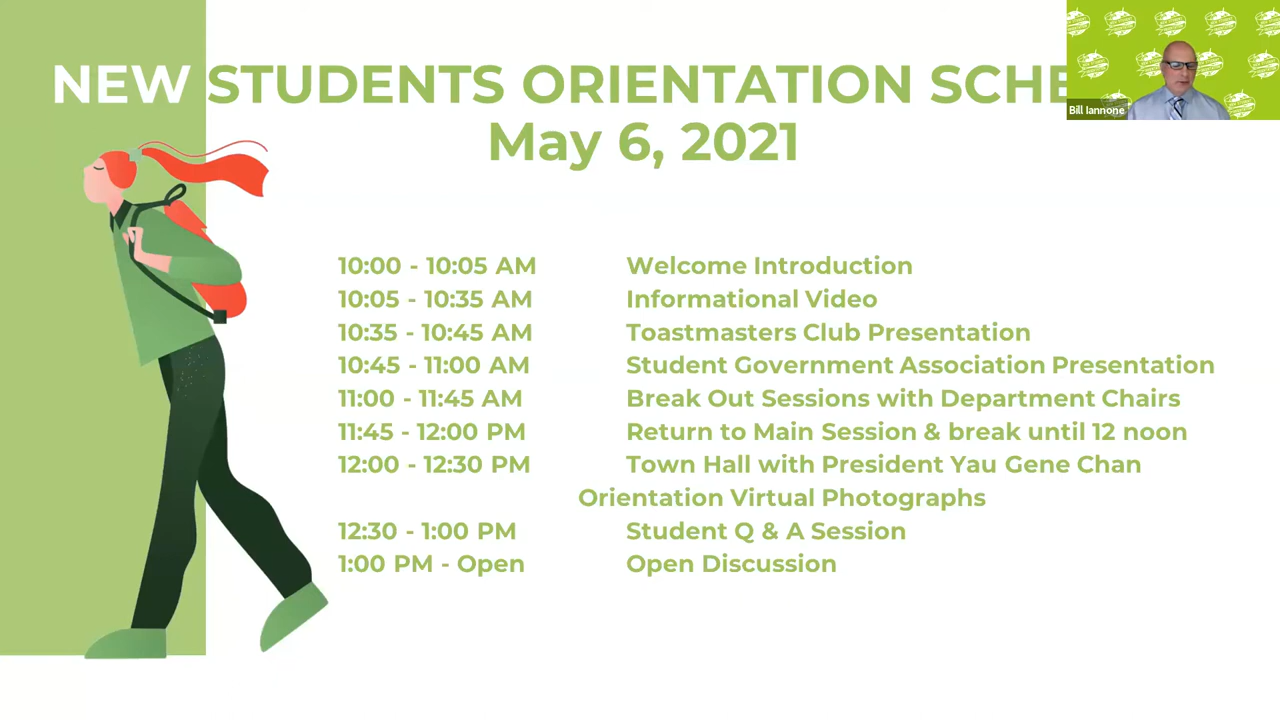 NEW STUDENTS ORIENTATION SCHE
May 6, 2021
Bill Iannone
10:00 - 10:05 AM Welcome Introduction
10:05 - 10:35 AM Informational Video
10:35 - 10:45 AM Toastmasters Club Presentation
10:45 - 11:00 AM Student Government Association Presentation
11:00 - 11:45 AM Break Out Sessions with Department Chairs
11:45 - 12:00 PM Return to Main Session & break until 12 noon
12:00 - 12:30 PM Town Hall with President Yau Gene Chan
Orientation Virtual Photographs
12:30 - 1:00 PM Student Q & A Session
1:00 PM - Open Open Discussion